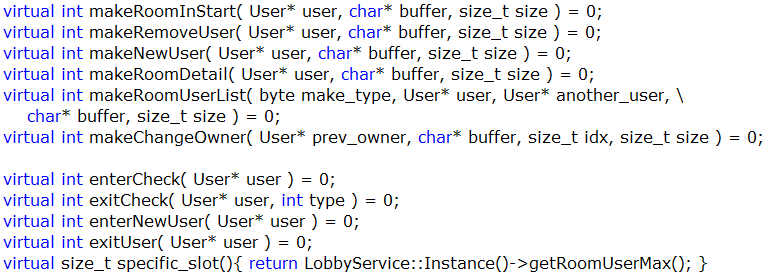 virtual int makeRoomInStart( User* user, char* buffer, size_t size ) = 0;
virtual int makeRemoveUser( User* user, char* buffer, size_t size ) = 0;
virtual int makeNewUser( User* user, char* buffer, size_t size ) = 0;
virtual int makeRoomDetail( User* user, char* buffer, size_t size ) = 0;
virtual int makeRoomUserList( byte make_type, User* user, User* another_user, \
char* buffer, size_t size ) = 0;
virtual int makeChangeOwner( User* prev_owner, char* buffer, size_t idx, size_t size ) = 0;
virtual int enterCheck( User* user ) = 0;
virtual int exitCheck( User* user, int type ) = 0;
virtual int enterNewUser( User* user ) = 0;
virtual int exitUser( User* user ) = 0;
virtual size_t specific_slot(){ return LobbyService::Instance()->getRoomUserMax(); }